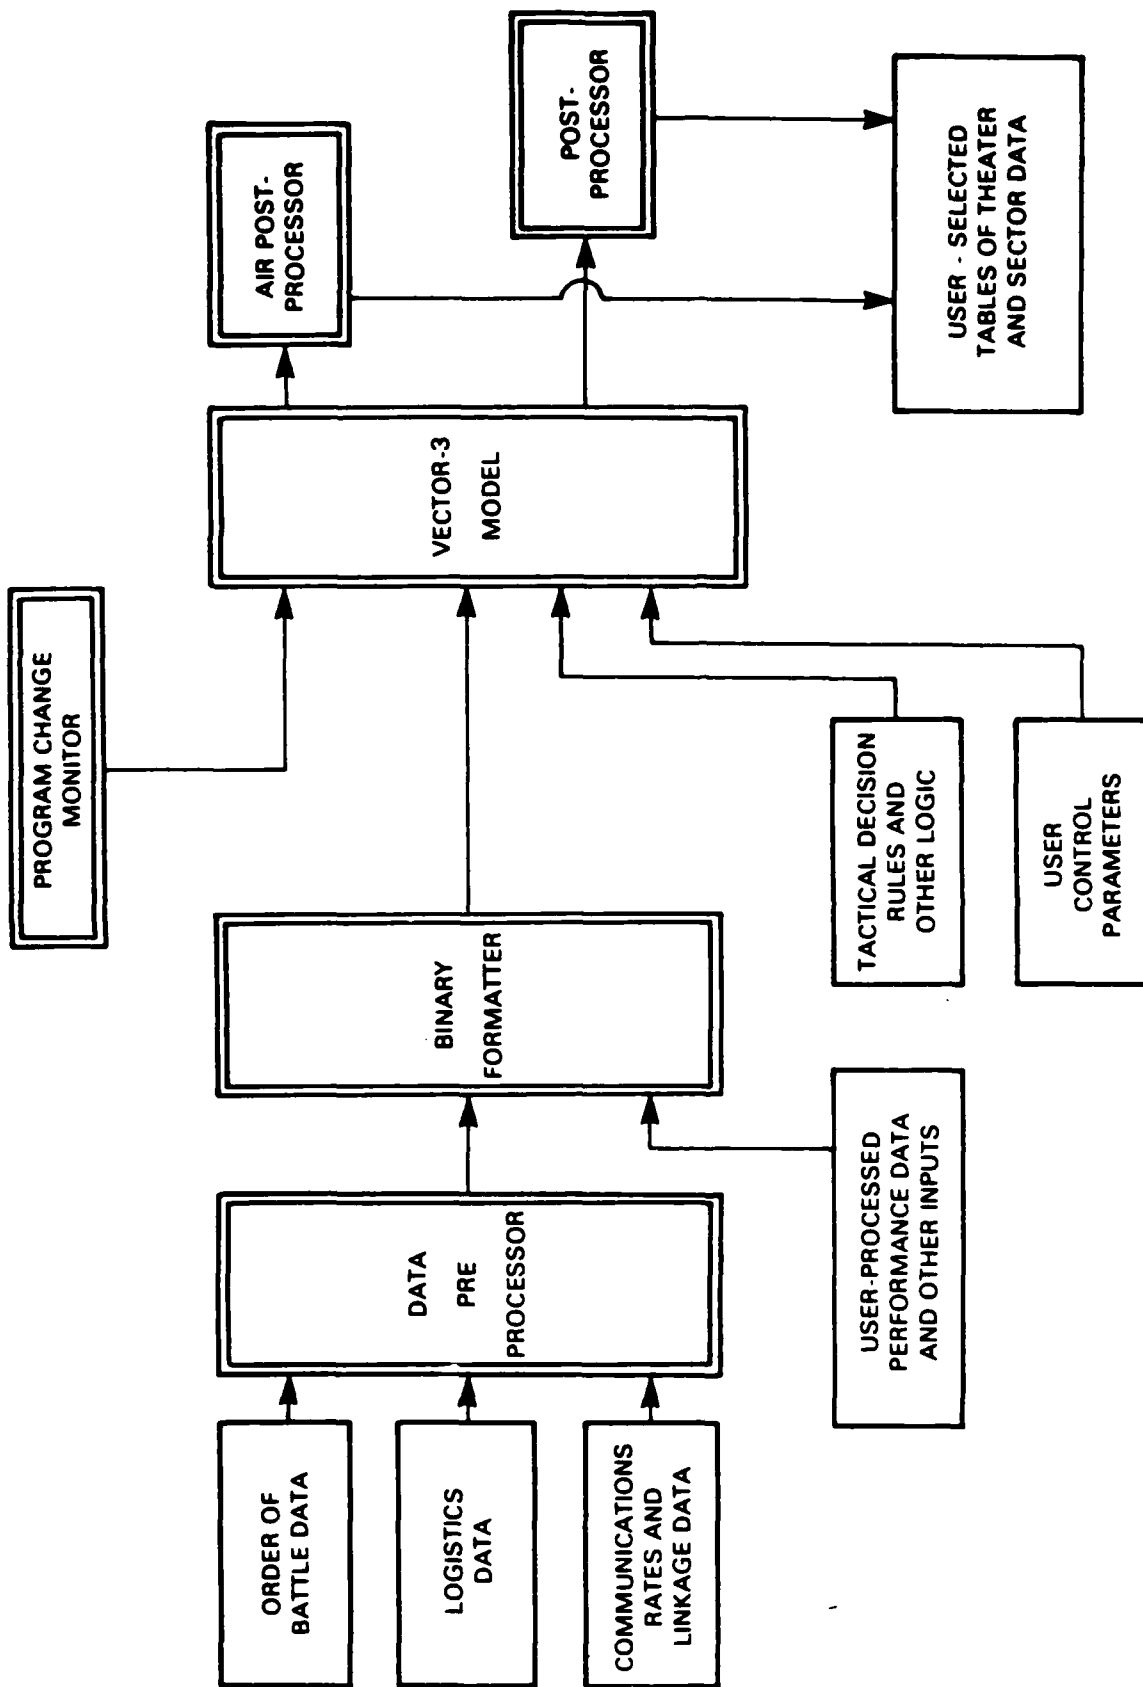 PROGRAM CHANGE
MONITOR
ORDER OF
BATTLE DATA
LOGISTICS
DATA
COMMUNICATIONS
RATES AND
LINKAGE DATA
DATA
PRE
PROCESSOR
BINARY
FORMATTER
USER-PROCESSED
PERFORMANCE DATA
AND OTHER INPUTS
VECTOR-3
MODEL
TACTICAL DECISION
RULES AND
OTHER LOGIC
USER
CONTROL
PARAMETERS
AIR POST-
PROCESSOR
POST-
PROCESSOR
USER - SELECTED
TABLES OF THEATER
AND SECTOR DATA